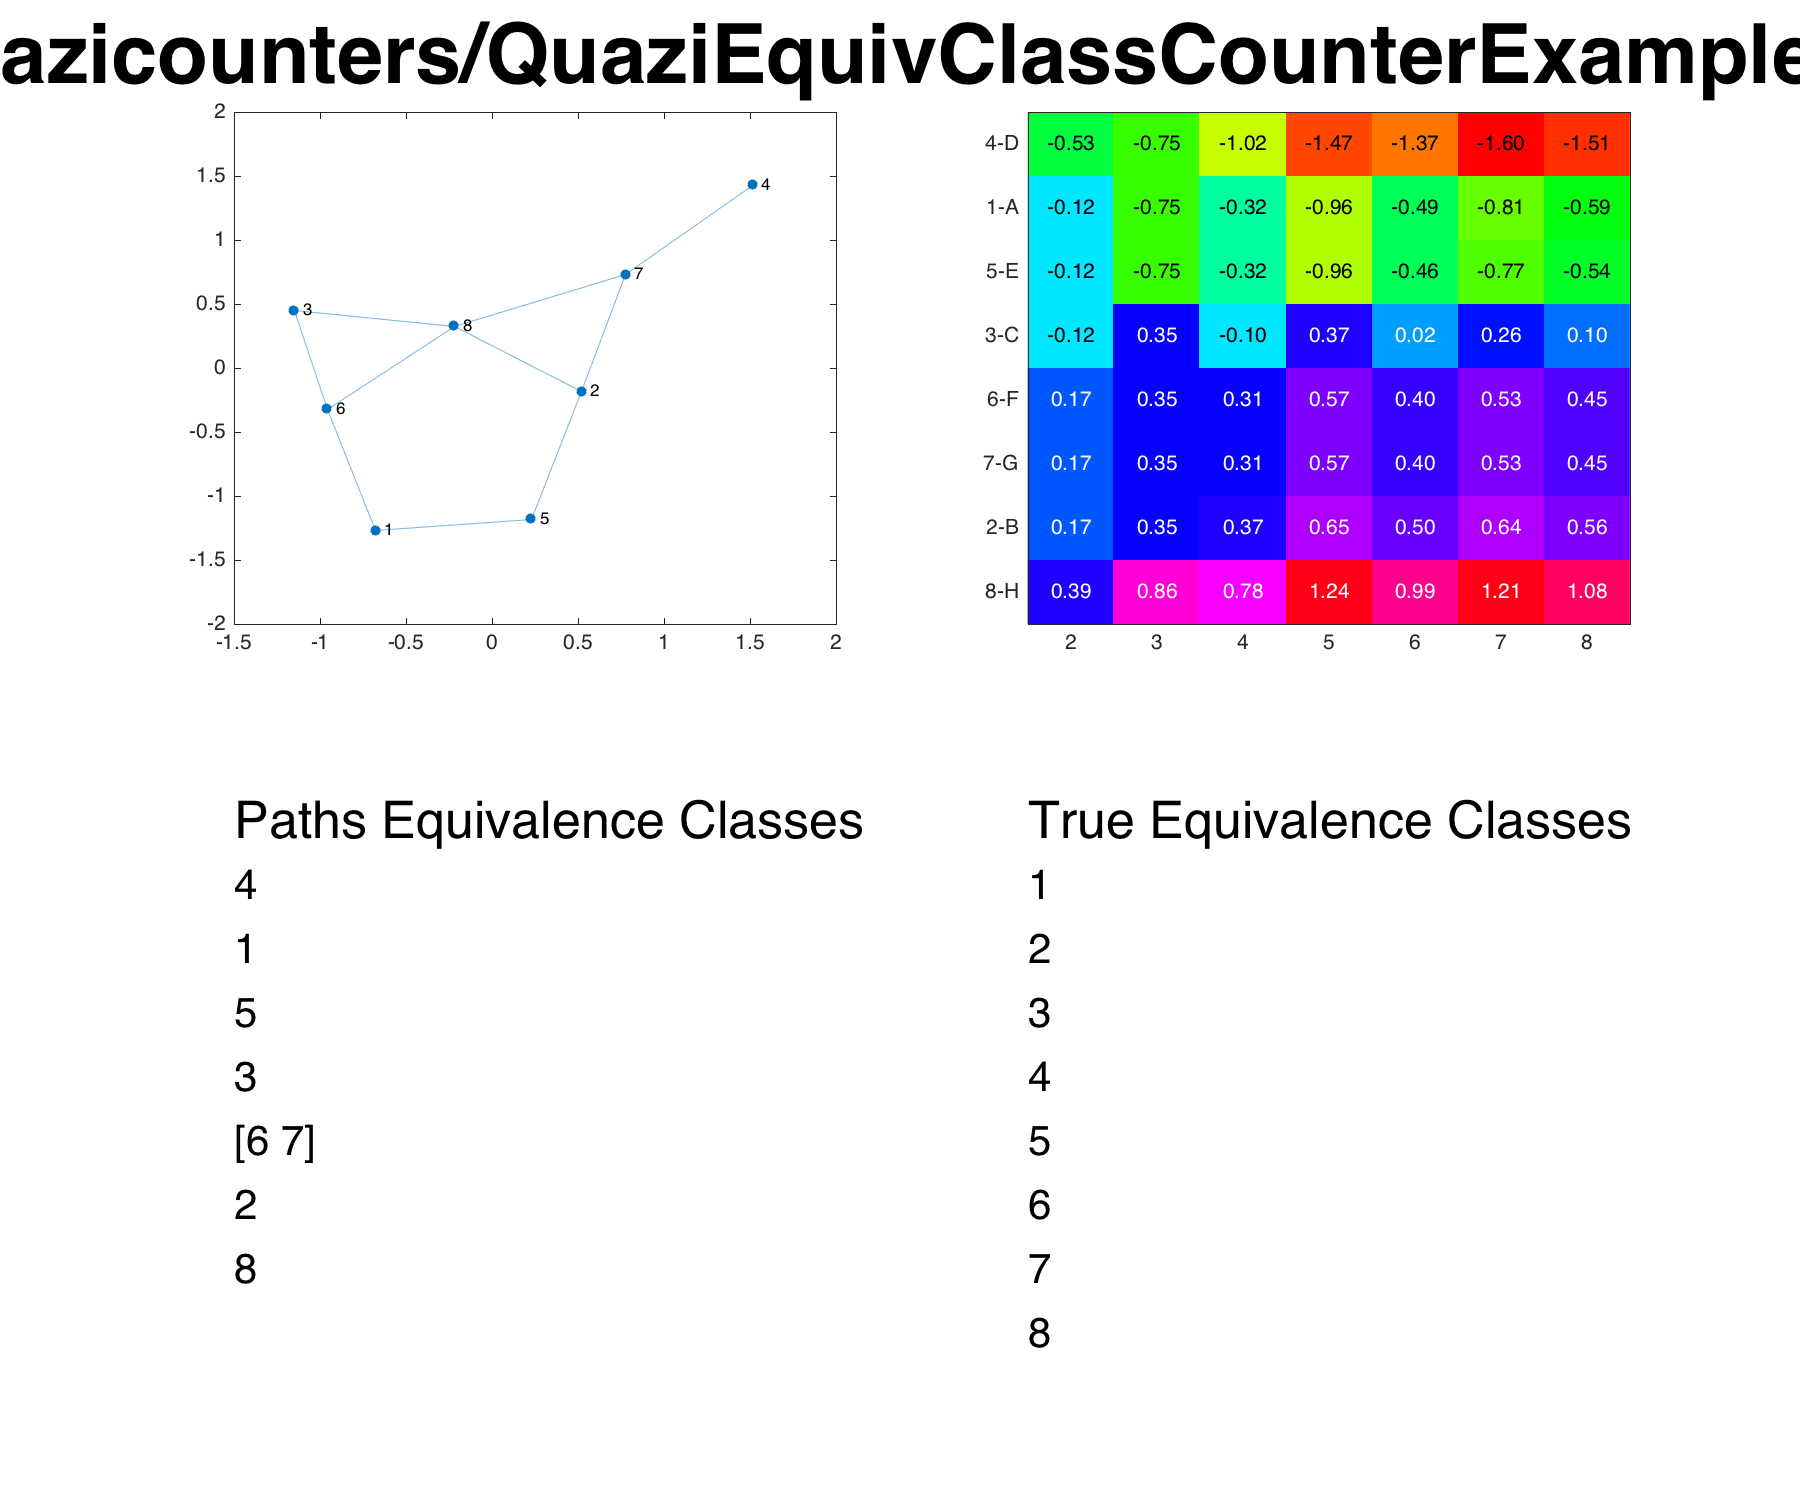 azicounters/QuaziEquivClassCounterExample
2
1.5
1
0.5
0
-0.5
-1
-1.5
-2
-1.5 -1 -0.5 0 0.5 1 1.5 2
4
7
3
8
2
6
5
1
4-D -0.53 -0.75 -1.02 -1.47 -1.37 -1.60 -1.51
1-A -0.12 -0.75 -0.32 -0.96 -0.49 -0.81 -0.59
5-E -0.12 -0.75 -0.32 -0.96 -0.46 -0.77 -0.54
3-C -0.12 0.35 -0.10 0.37 0.02 0.26 0.10
6-F 0.17 0.35 0.31 0.57 0.40 0.53 0.45
7-G 0.17 0.35 0.31 0.57 0.40 0.53 0.45
2-B 0.17 0.35 0.37 0.65 0.50 0.64 0.56
8-H 0.39 0.86 0.78 1.24 0.99 1.21 1.08
2 3 4 5 6 7 8
Paths Equivalence Classes
4
1
5
3
[6 7]
2
8
True Equivalence Classes
1
2
3
4
5
6
7
8